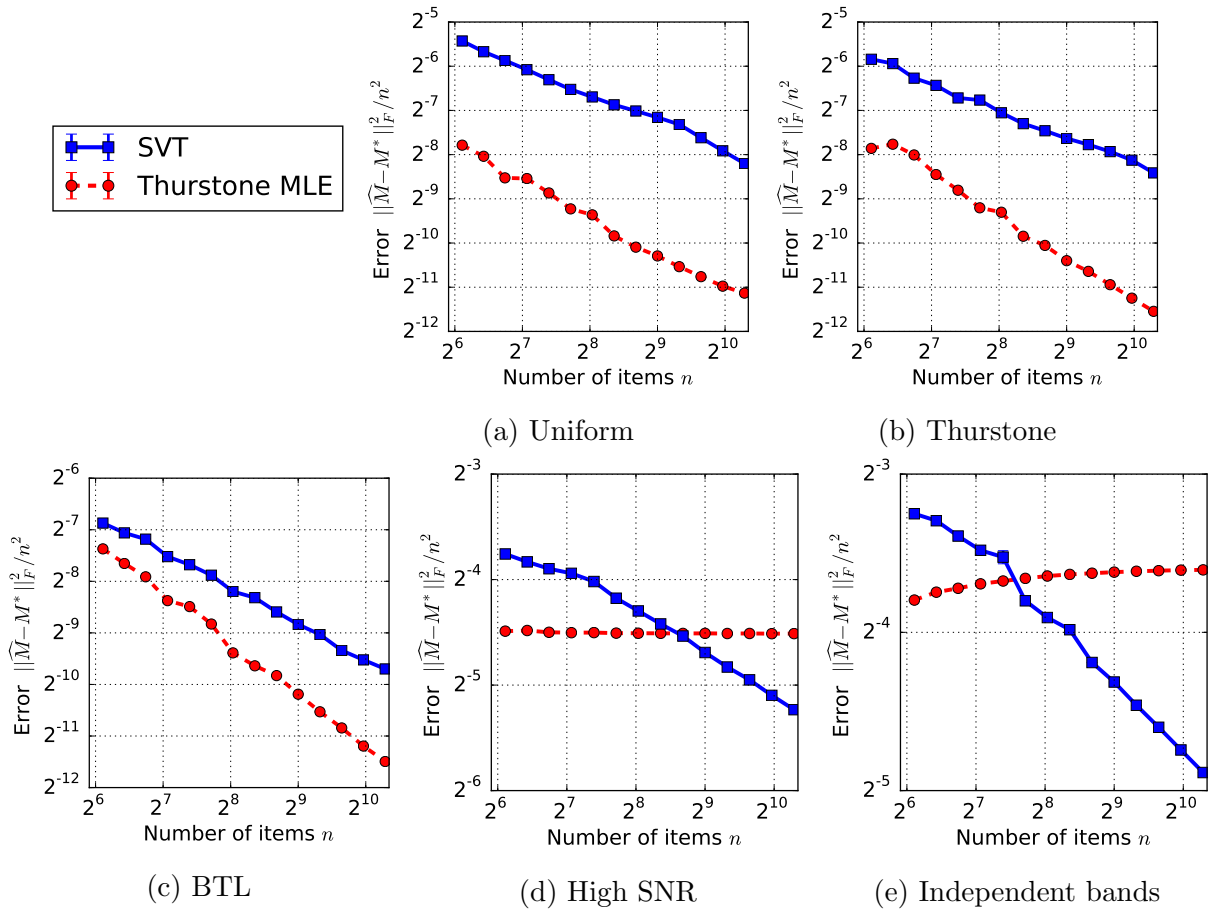 SVT
Thurstone MLE
2^-5
2^-6
2^-7
2^-8
2^-9
2^-10
2^-11
2^-12
Error ||M̂−M*||²_F/n²
2^6 2^7 2^8 2^9 2^10
Number of items n
(a) Uniform
2^-5
2^-6
2^-7
2^-8
2^-9
2^-10
2^-11
2^-12
Error ||M̂−M*||²_F/n²
2^6 2^7 2^8 2^9 2^10
Number of items n
(b) Thurstone
2^-6
2^-7
2^-8
2^-9
2^-10
2^-11
2^-12
Error ||M̂−M*||²_F/n²
2^6 2^7 2^8 2^9 2^10
Number of items n
(c) BTL
2^-3
2^-4
2^-5
2^-6
Error ||M̂−M*||²_F/n²
2^6 2^7 2^8 2^9 2^10
Number of items n
(d) High SNR
2^-3
2^-4
2^-5
Error ||M̂−M*||²_F/n²
2^6 2^7 2^8 2^9 2^10
Number of items n
(e) Independent bands